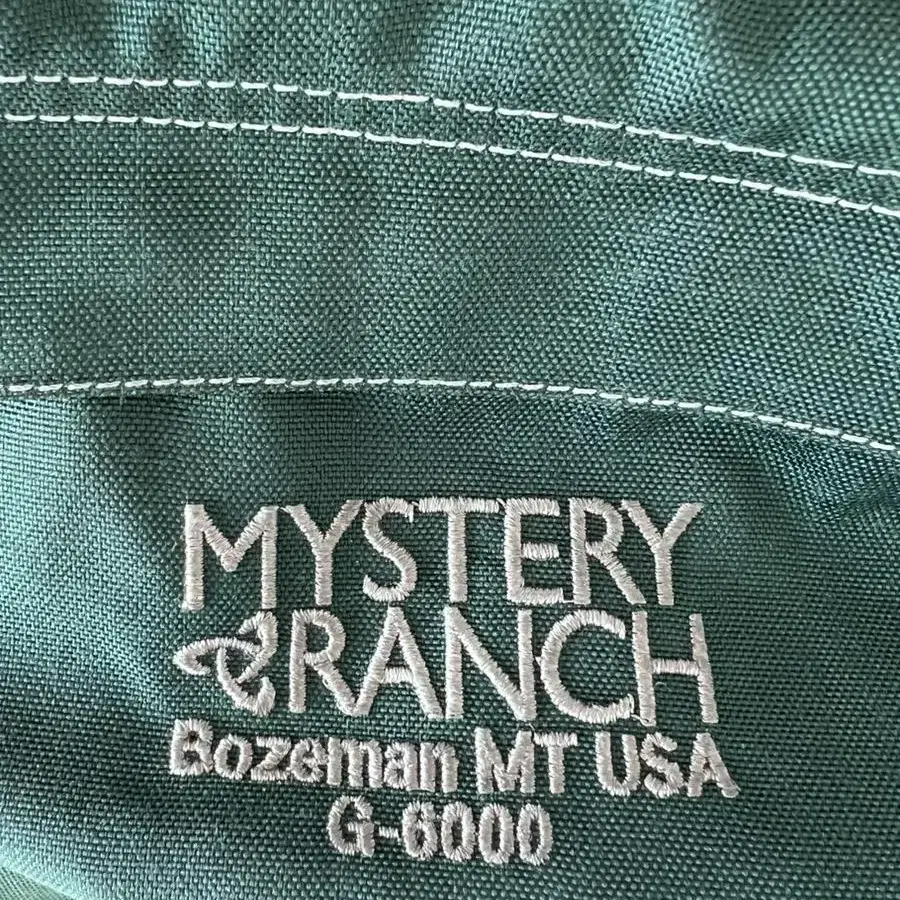 MYSTERY
RANCH
Bozeman MT USA
G-6000